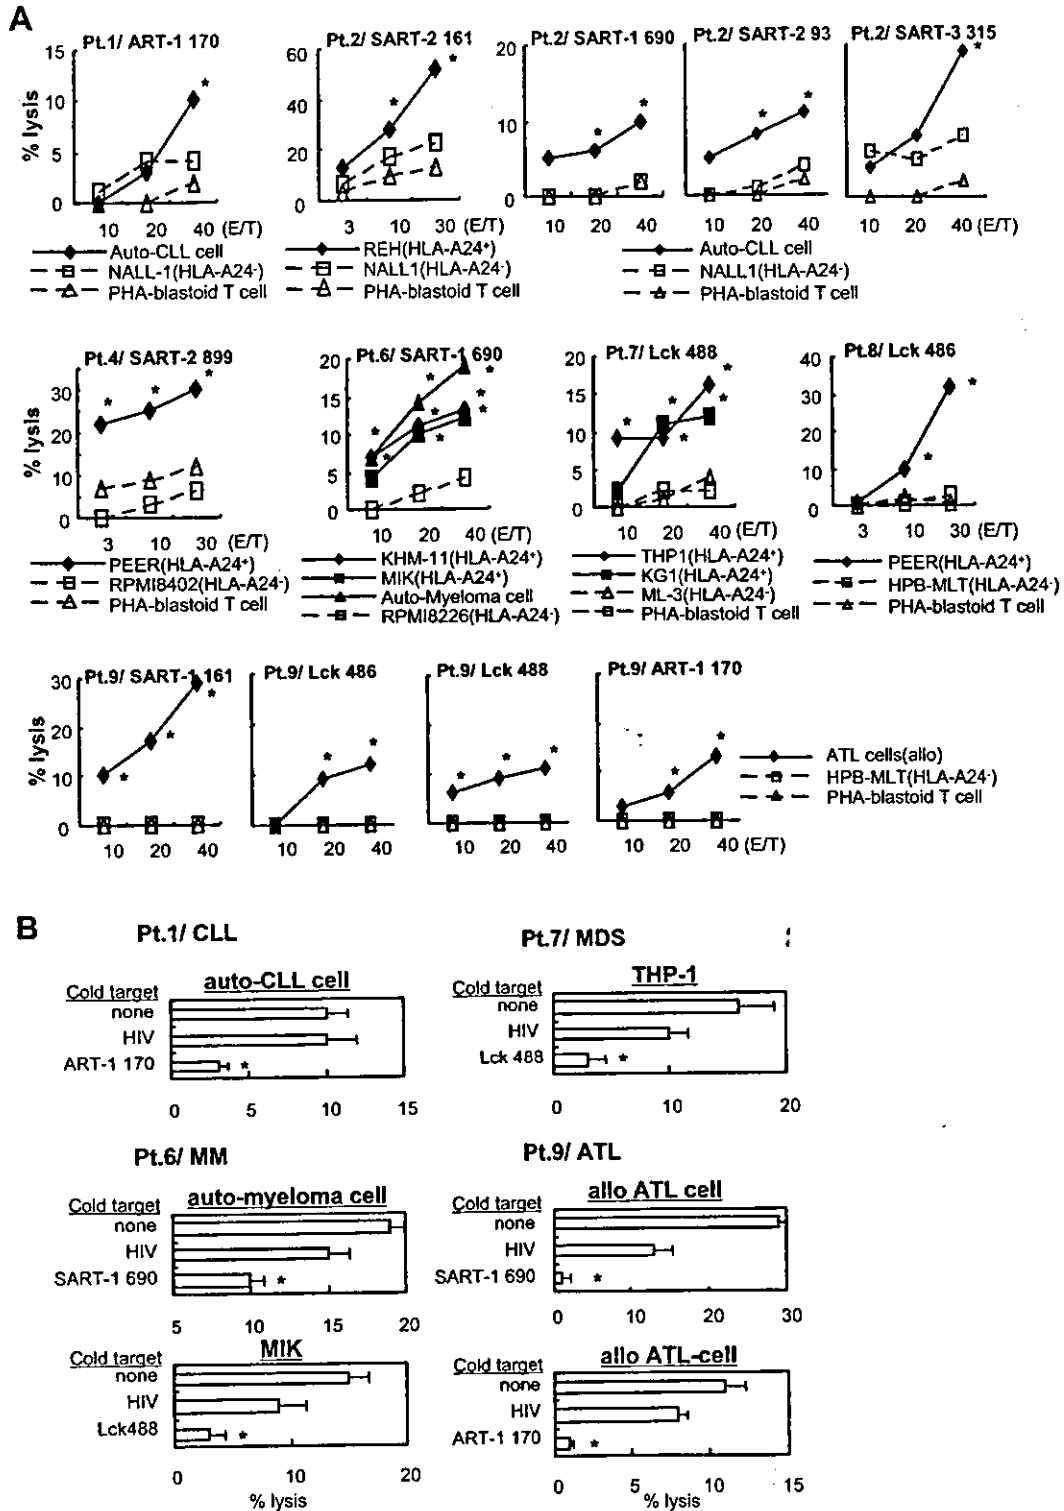 A
Pt.1/ ART-1 170
Pt.2/ SART-2 161
Pt.2/ SART-1 690
Pt.2/ SART-2 93
Pt.2/ SART-3 315
% lysis
15
10
5
0
60
40
20
0
20
10
0
10 20 40 (E/T)
3 10 30 (E/T)
10 20 40
10 20 40
10 20 40 (E/T)
Auto-CLL cell
NALL-1(HLA-A24-)
PHA-blastoid T cell
REH(HLA-A24+)
NALL1(HLA-A24-)
PHA-blastoid T cell
Auto-CLL cell
NALL1(HLA-A24-)
PHA-blastoid T cell
Pt.4/ SART-2 899
Pt.6/ SART-1 690
Pt.7/ Lck 488
Pt.8/ Lck 486
% lysis
30
20
10
0
20
15
10
5
0
20
15
10
5
0
40
30
20
10
0
3 10 30 (E/T)
10 20 40 (E/T)
10 20 40 (E/T)
3 10 30 (E/T)
PEER(HLA-A24+)
RPMI8402(HLA-A24-)
PHA-blastoid T cell
KHM-11(HLA-A24+)
MIK(HLA-A24+)
Auto-Myeloma cell
RPMI8226(HLA-A24-)
THP1(HLA-A24+)
KG1(HLA-A24+)
ML-3(HLA-A24-)
PHA-blastoid T cell
PEER(HLA-A24+)
HPB-MLT(HLA-A24-)
PHA-blastoid T cell
Pt.9/ SART-1 161
Pt.9/ Lck 486
Pt.9/ Lck 488
Pt.9/ ART-1 170
% lysis
30
20
10
0
10 20 40
10 20 40
10 20 40
10 20 40 (E/T)
ATL cells(allo)
HPB-MLT(HLA-A24-)
PHA-blastoid T cell
B
Pt.1/ CLL
auto-CLL cell
Cold target
none
HIV
ART-1 170
0 5 10 15
Pt.7/ MDS
THP-1
Cold target
none
HIV
Lck 488
0 10 20
Pt.6/ MM
auto-myeloma cell
Cold target
none
HIV
SART-1 690
5 10 15 20
Pt.9/ ATL
allo ATL cell
Cold target
none
HIV
SART-1 690
0 10 20 30
MIK
Cold target
none
HIV
Lck488
0 10 20
% lysis
allo ATL-cell
Cold target
none
HIV
ART-1 170
0 5 10 15
% lysis